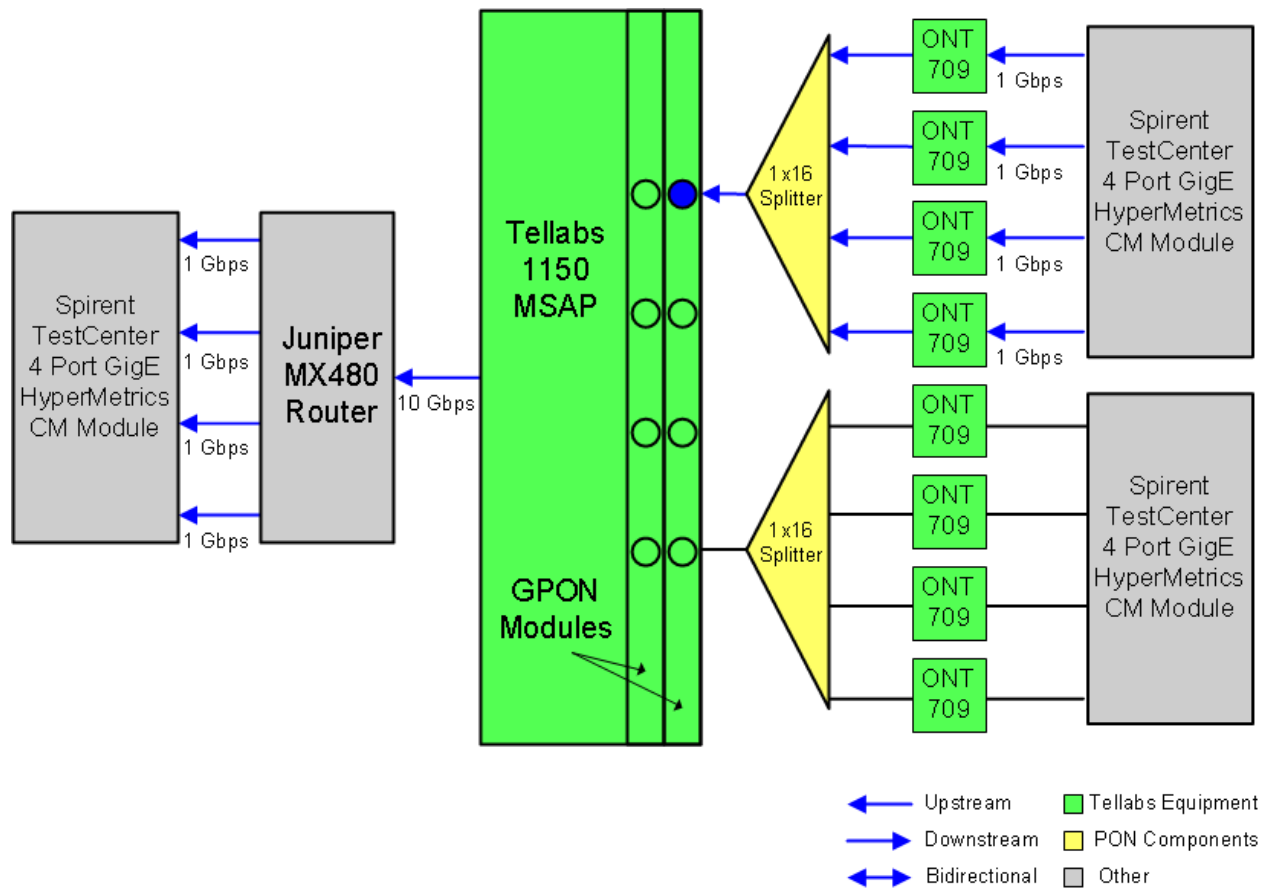 Spirent
TestCenter
4 Port GigE
HyperMetrics
CM Module
1 Gbps
1 Gbps
1 Gbps
1 Gbps
Juniper
MX480
Router
10 Gbps
Tellabs
1150
MSAP
GPON
Modules
1x16
Splitter
ONT
709
1 Gbps
ONT
709
1 Gbps
ONT
709
1 Gbps
ONT
709
1 Gbps
Spirent
TestCenter
4 Port GigE
HyperMetrics
CM Module
1x16
Splitter
ONT
709
ONT
709
ONT
709
ONT
709
Spirent
TestCenter
4 Port GigE
HyperMetrics
CM Module
Upstream
Downstream
Bidirectional
Tellabs Equipment
PON Components
Other